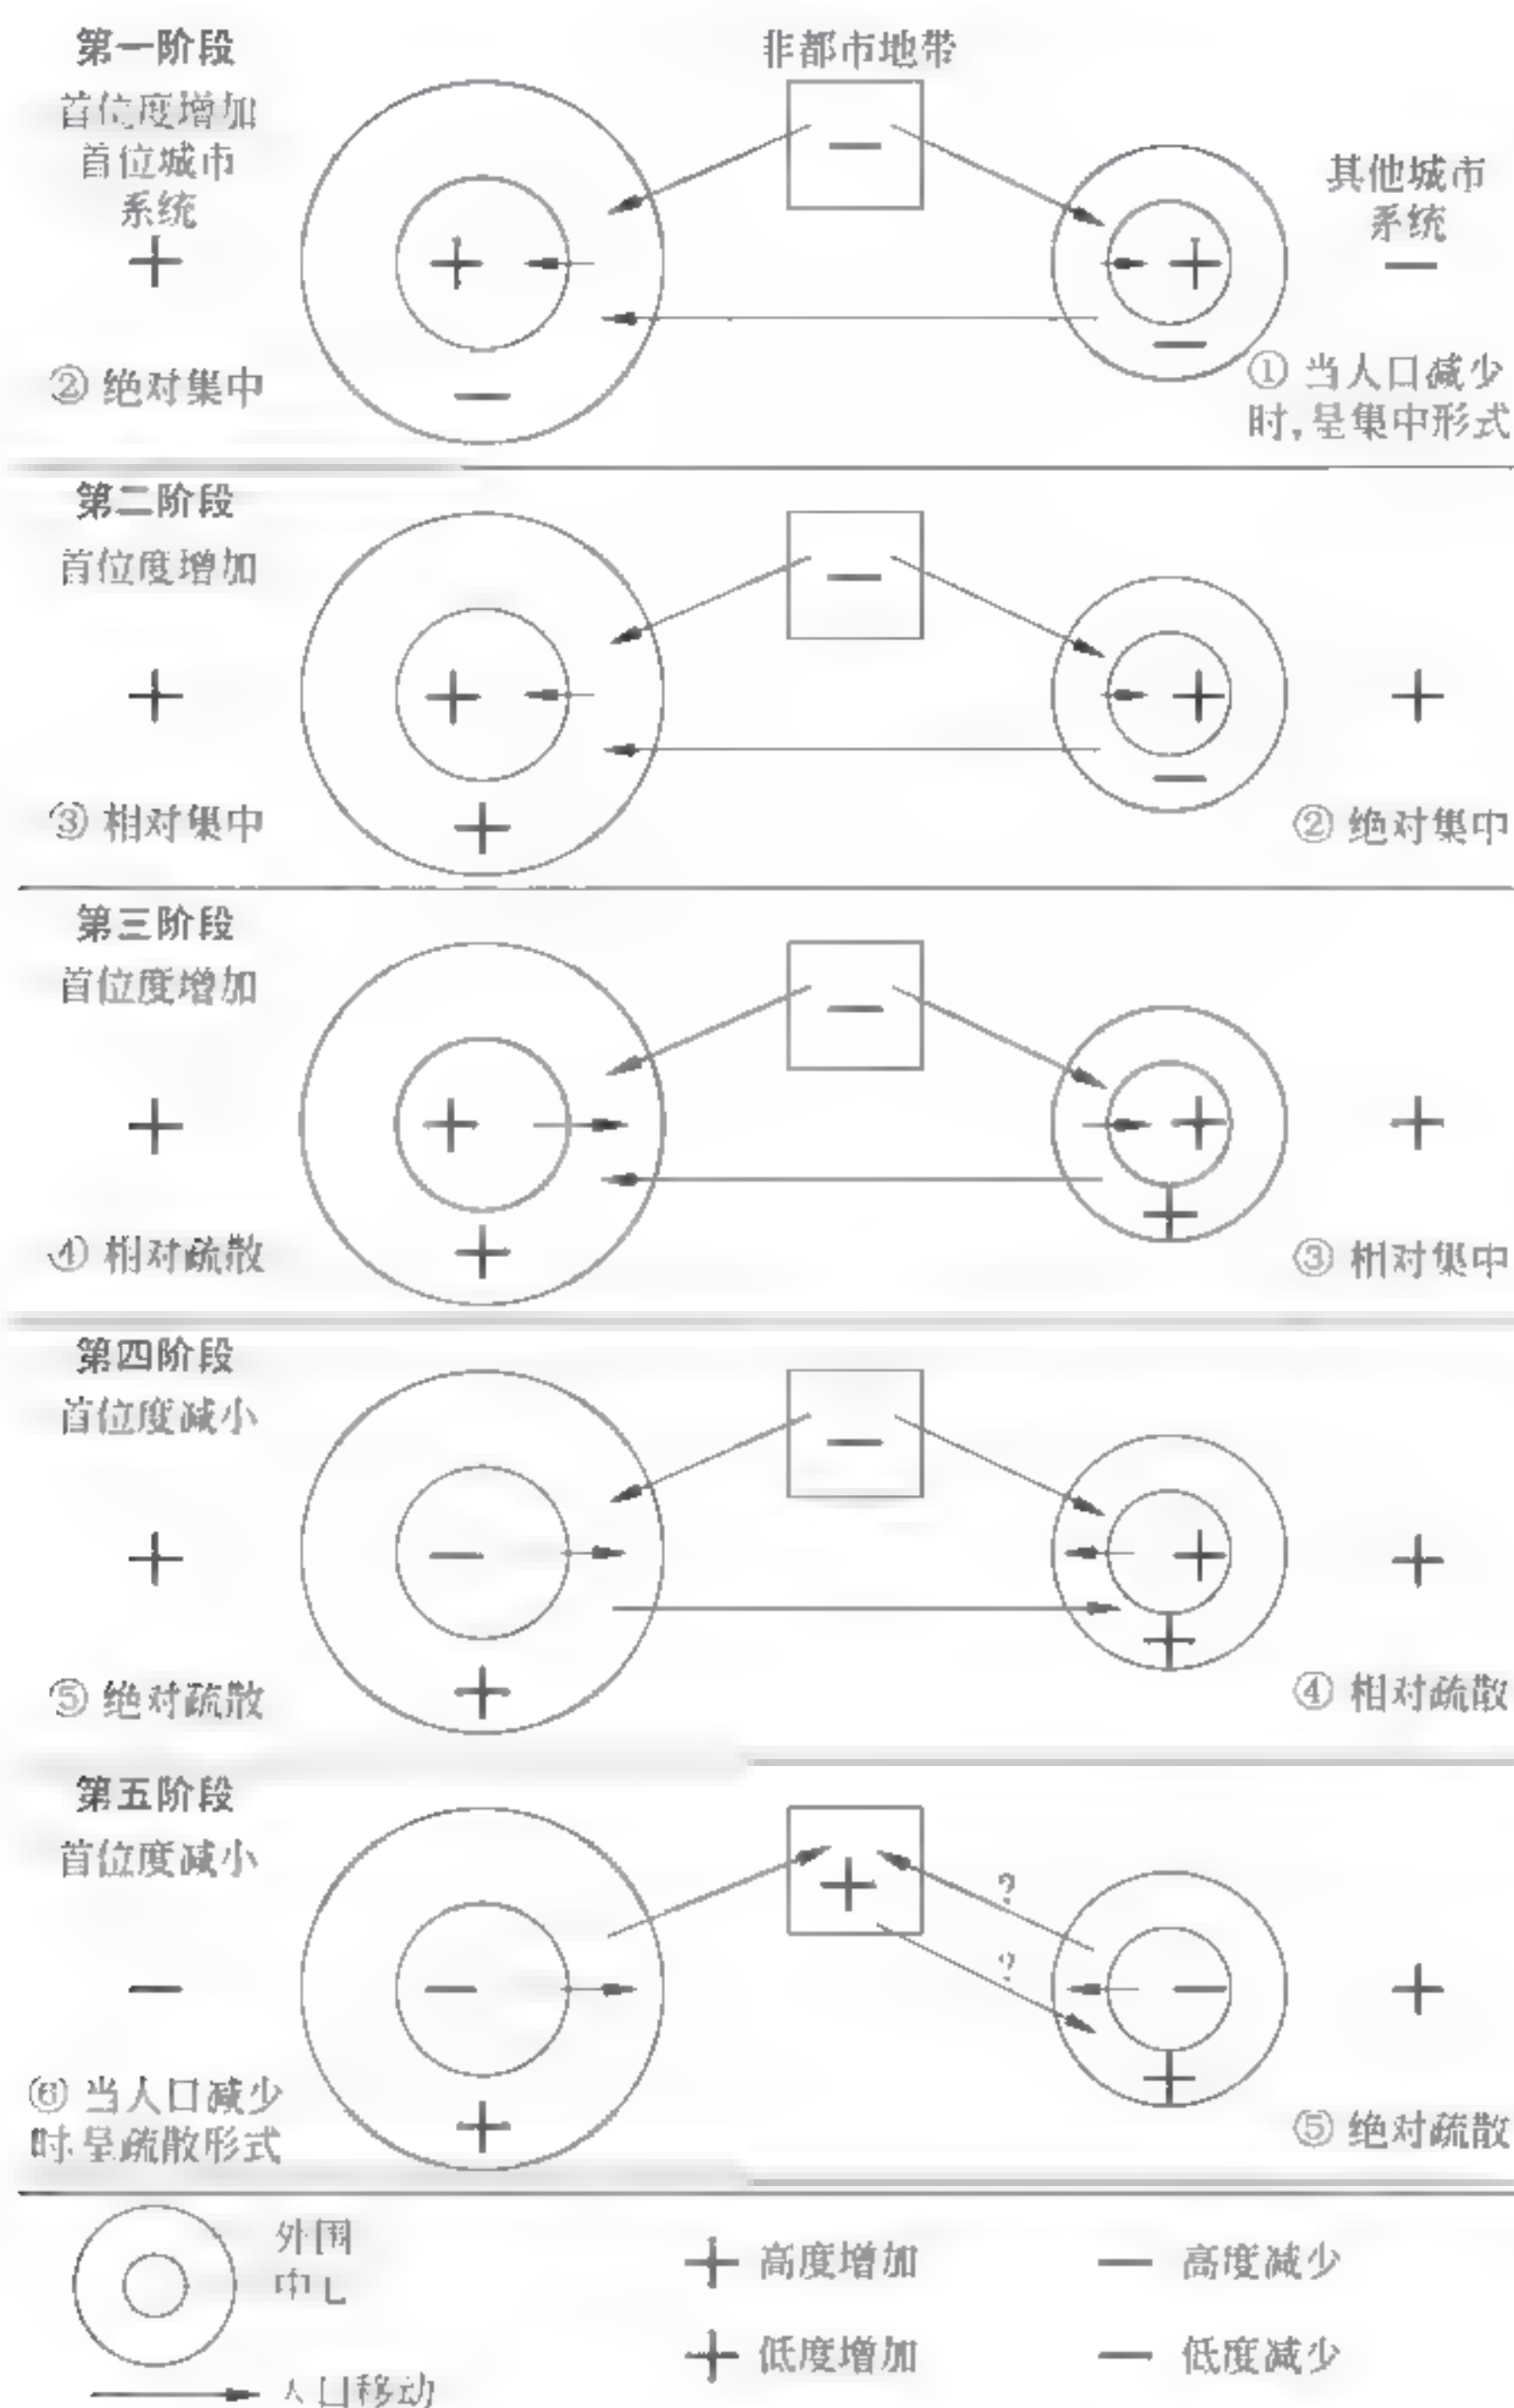 第一阶段
非都市地带
首位度增加
首位城市
系统
+
+
−
−
+
−
其他城市
系统
−
② 绝对集中
① 当人口减少
时,呈集中形式
第二阶段
首位度增加
+
+
+
−
+
−
+
③ 相对集中
② 绝对集中
第三阶段
首位度增加
+
+
+
−
+
+
+
④ 相对疏散
③ 相对集中
第四阶段
首位度减小
+
−
+
−
+
+
+
⑤ 绝对疏散
④ 相对疏散
第五阶段
首位度减小
−
−
+
+
?
?
−
+
+
⑥ 当人口减少
时,呈疏散形式
⑤ 绝对疏散
外围
中心
+ 高度增加
− 高度减少
+ 低度增加
− 低度减少
人口移动